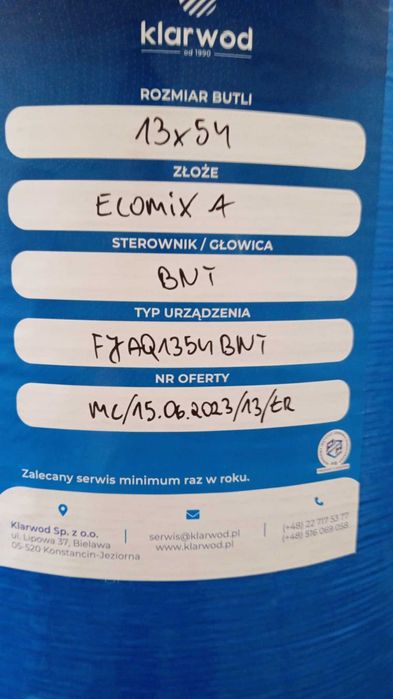 klarwod
od 1990
ROZMIAR BUTLI
13x54
ZŁOŻE
ECOMIX A
STEROWNIK / GŁOWICA
BNT
TYP URZĄDZENIA
FJAQ1354BNT
NR OFERTY
MC/15.06.2023/13/ER
Zalecany serwis minimum raz w roku.
Klarwod Sp. z o.o.
ul. Lipowa 37, Bielawa
05-520 Konstancin-Jeziorna
serwis@klarwod.pl
www.klarwod.pl
(+48) 22 717 53 77
(+48) 516 069 058